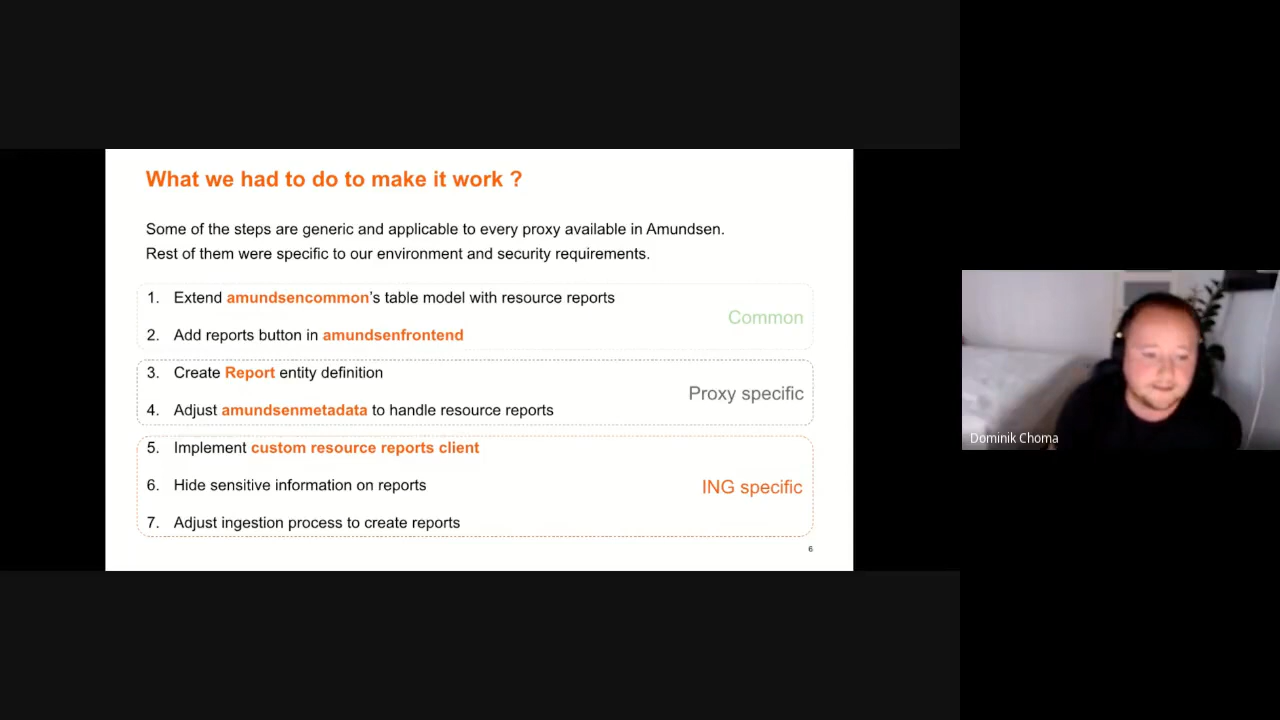 What we had to do to make it work ?
Some of the steps are generic and applicable to every proxy available in Amundsen.
Rest of them were specific to our environment and security requirements.
1. Extend amundsencommon's table model with resource reports
2. Add reports button in amundsenfrontend
Common
3. Create Report entity definition
4. Adjust amundsenmetadata to handle resource reports
Proxy specific
5. Implement custom resource reports client
6. Hide sensitive information on reports
7. Adjust ingestion process to create reports
ING specific
6
Dominik Choma